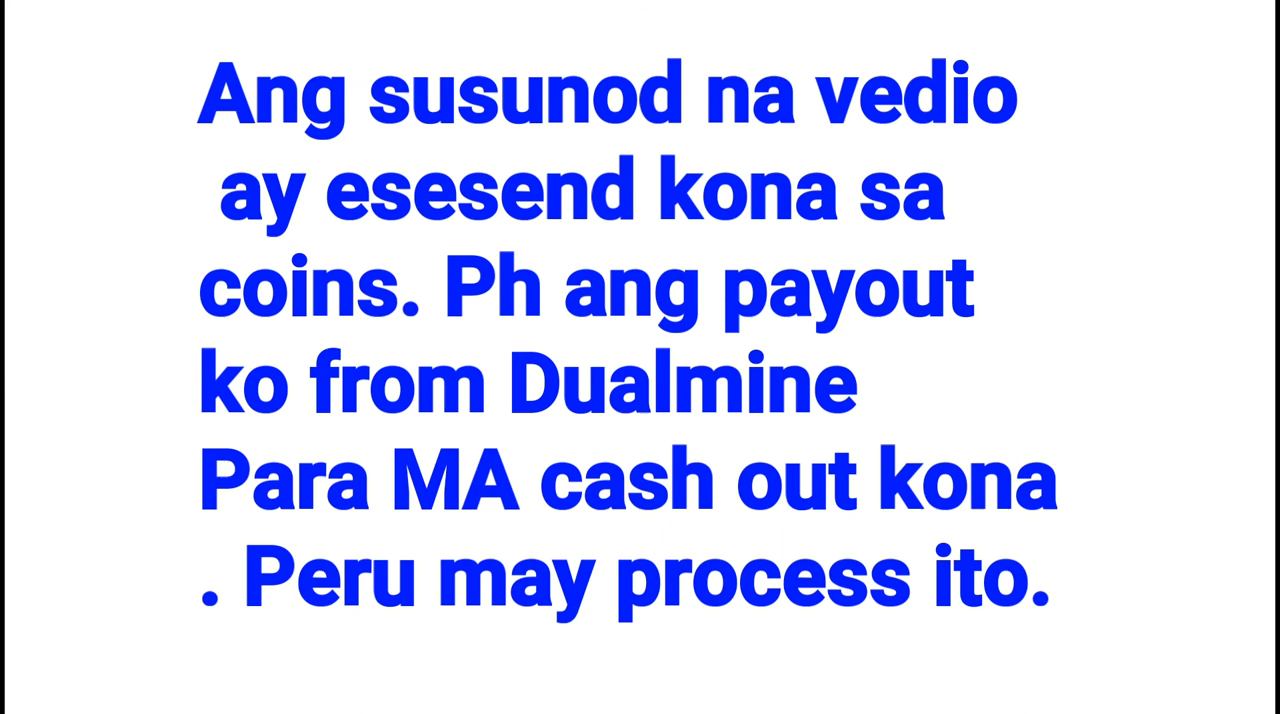 Ang susunod na vedio
ay esesend kona sa
coins. Ph ang payout
ko from Dualmine
Para MA cash out kona
. Peru may process ito.